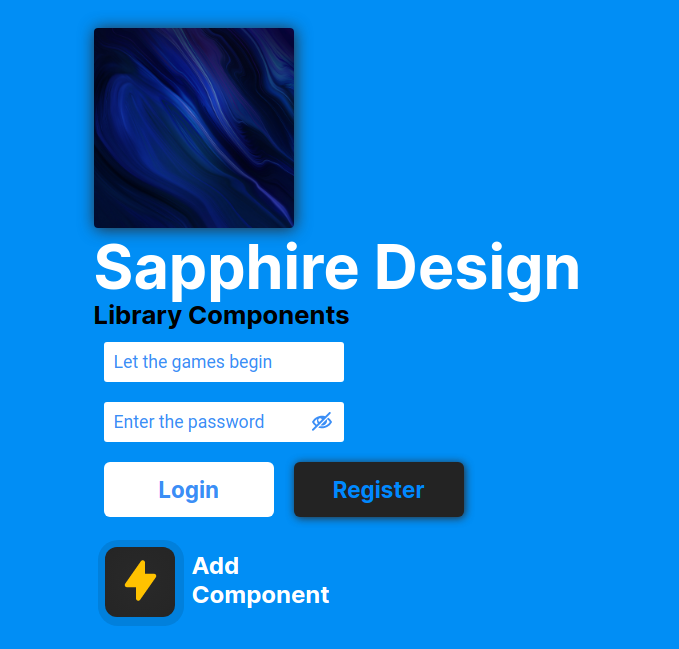 Sapphire Design
Library Components
Let the games begin
Enter the password
Login
Register
Add
Component